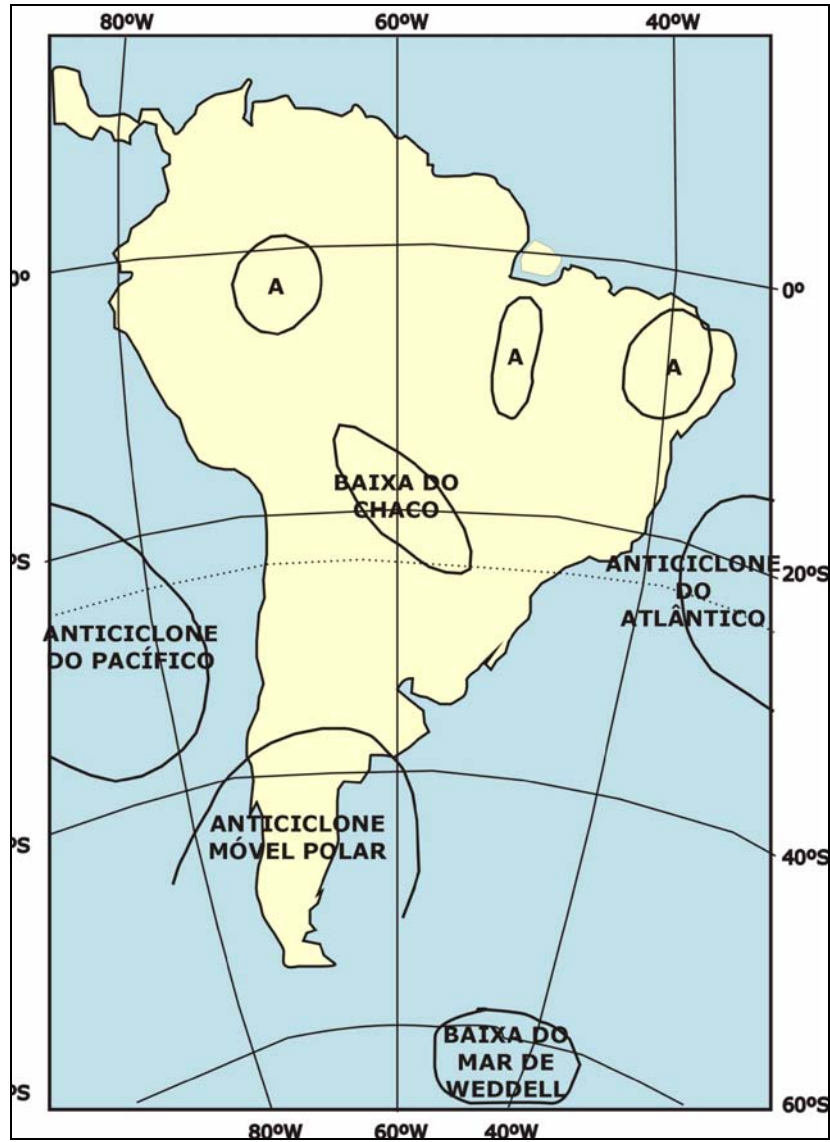 80ºW 60ºW 40ºW
0º 0º
A
A
A
BAIXA DO
CHACO
ºS
ANTICICLONE
DO
ATLÂNTICO
20ºS
ANTICICLONE
DO PACÍFICO
ANTICICLONE
MÓVEL POLAR
ºS 40ºS
BAIXA DO
MAR DE
WEDDELL
ºS 60ºS
80ºW 60ºW 40ºW